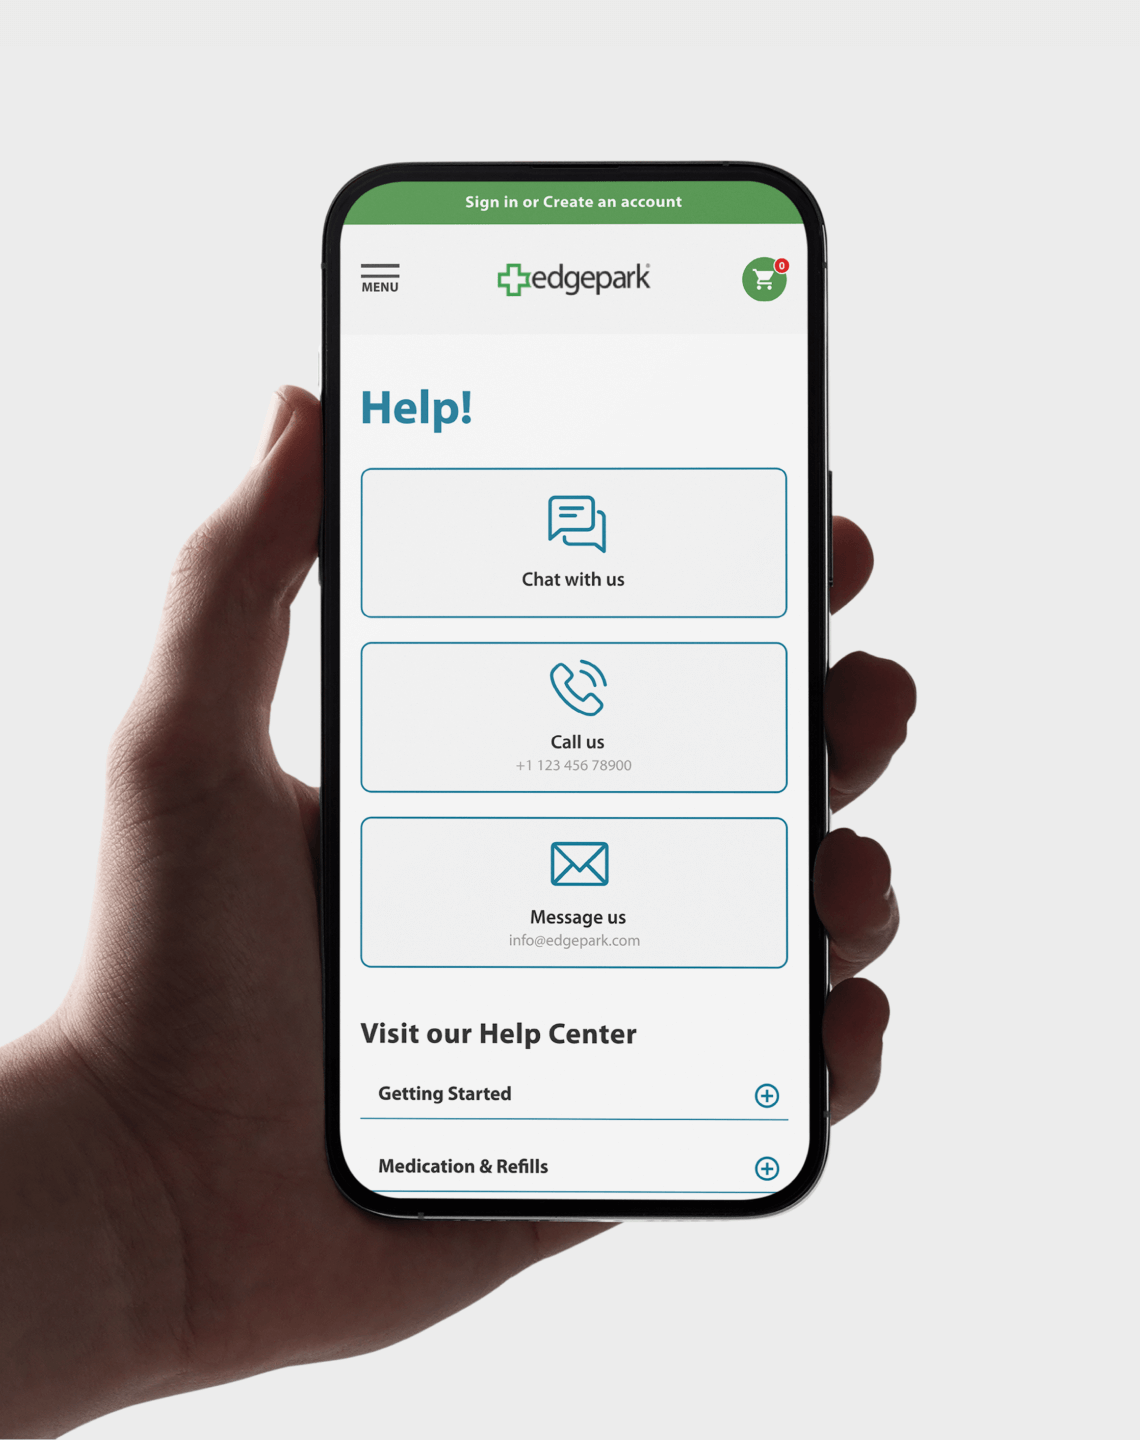 Sign in or Create an account
MENU
edgepark®
0
Help!
Chat with us
Call us
+1 123 456 78900
Message us
info@edgepark.com
Visit our Help Center
Getting Started
Medication & Refills